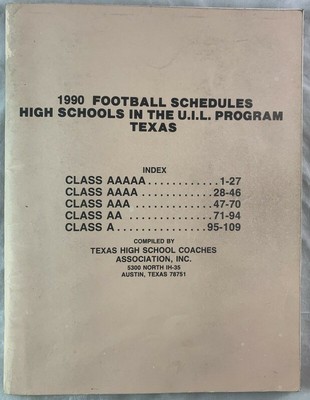 1990 FOOTBALL SCHEDULES
HIGH SCHOOLS IN THE U.I.L. PROGRAM
TEXAS
INDEX
CLASS AAAAA............1-27
CLASS AAAA............28-46
CLASS AAA.............47-70
CLASS AA..............71-94
CLASS A...............95-109
COMPILED BY
TEXAS HIGH SCHOOL COACHES
ASSOCIATION, INC.
5300 NORTH IH-35
AUSTIN, TEXAS 78751